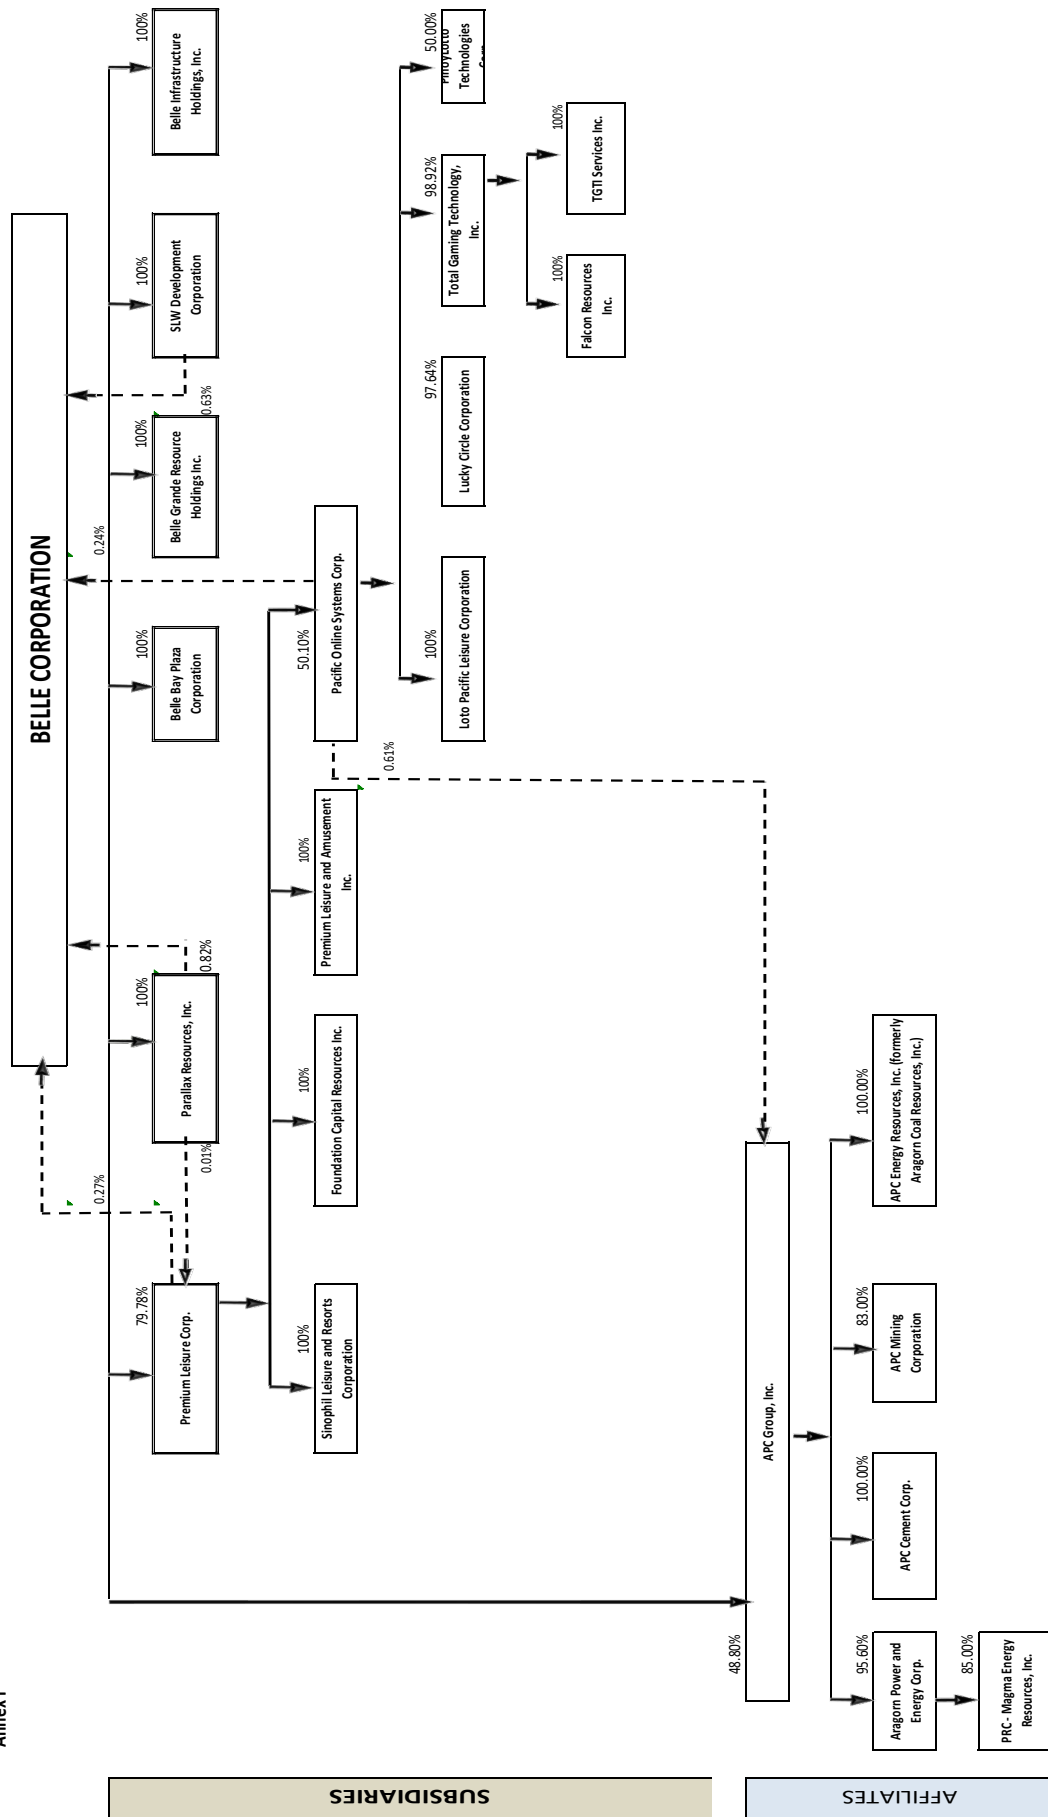 Annex I
BELLE CORPORATION
0.27%
0.24%
79.78%
100%
100%
100%
100%
100%
Premium Leisure Corp.
Parallax Resources, Inc.
Belle Bay Plaza
Corporation
Belle Grande Resource
Holdings Inc.
SLW Development
Corporation
Belle Infrastructure
Holdings, Inc.
0.01%
0.82%
0.63%
100%
100%
100%
50.10%
Sinophil Leisure and Resorts
Corporation
Foundation Capital Resources Inc.
Premium Leisure and Amusement
Inc.
Pacific Online Systems Corp.
0.61%
100%
97.64%
98.92%
50.00%
Loto Pacific Leisure Corporation
Lucky Circle Corporation
Total Gaming Technology,
Inc.
PinoyLotto
Technologies
Corp.
100%
100%
Falcon Resources
Inc.
TGTI Services Inc.
SUBSIDIARIES
48.80%
APC Group, Inc.
95.60%
100.00%
83.00%
100.00%
Aragorn Power and
Energy Corp.
APC Cement Corp.
APC Mining
Corporation
APC Energy Resources, Inc. (formerly
Aragorn Coal Resources, Inc.)
85.00%
PRC - Magma Energy
Resources, Inc.
AFFILIATES